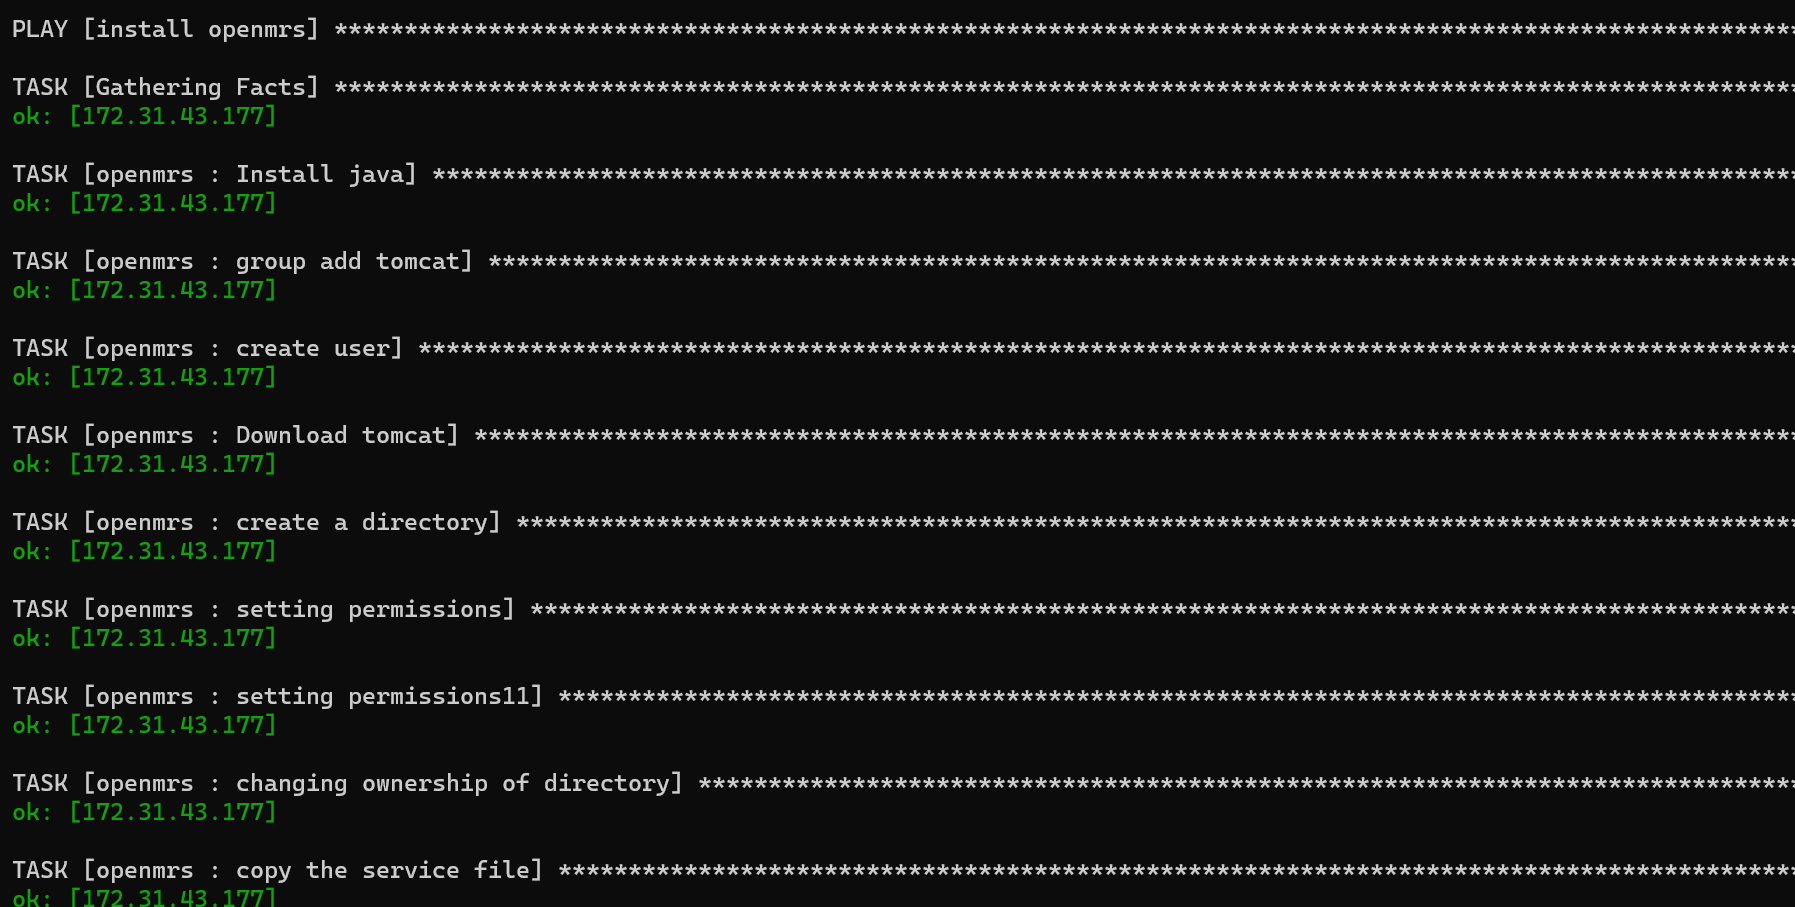 PLAY [install openmrs] *********************************************************************************************************
TASK [Gathering Facts] *********************************************************************************************************
ok: [172.31.43.177]
TASK [openmrs : Install java] **************************************************************************************************
ok: [172.31.43.177]
TASK [openmrs : group add tomcat] **********************************************************************************************
ok: [172.31.43.177]
TASK [openmrs : create user] ***************************************************************************************************
ok: [172.31.43.177]
TASK [openmrs : Download tomcat] ***********************************************************************************************
ok: [172.31.43.177]
TASK [openmrs : create a directory] ********************************************************************************************
ok: [172.31.43.177]
TASK [openmrs : setting permissions] *******************************************************************************************
ok: [172.31.43.177]
TASK [openmrs : setting permissions11] *****************************************************************************************
ok: [172.31.43.177]
TASK [openmrs : changing ownership of directory] *******************************************************************************
ok: [172.31.43.177]
TASK [openmrs : copy the service file] *****************************************************************************************
ok: [172.31.43.177]